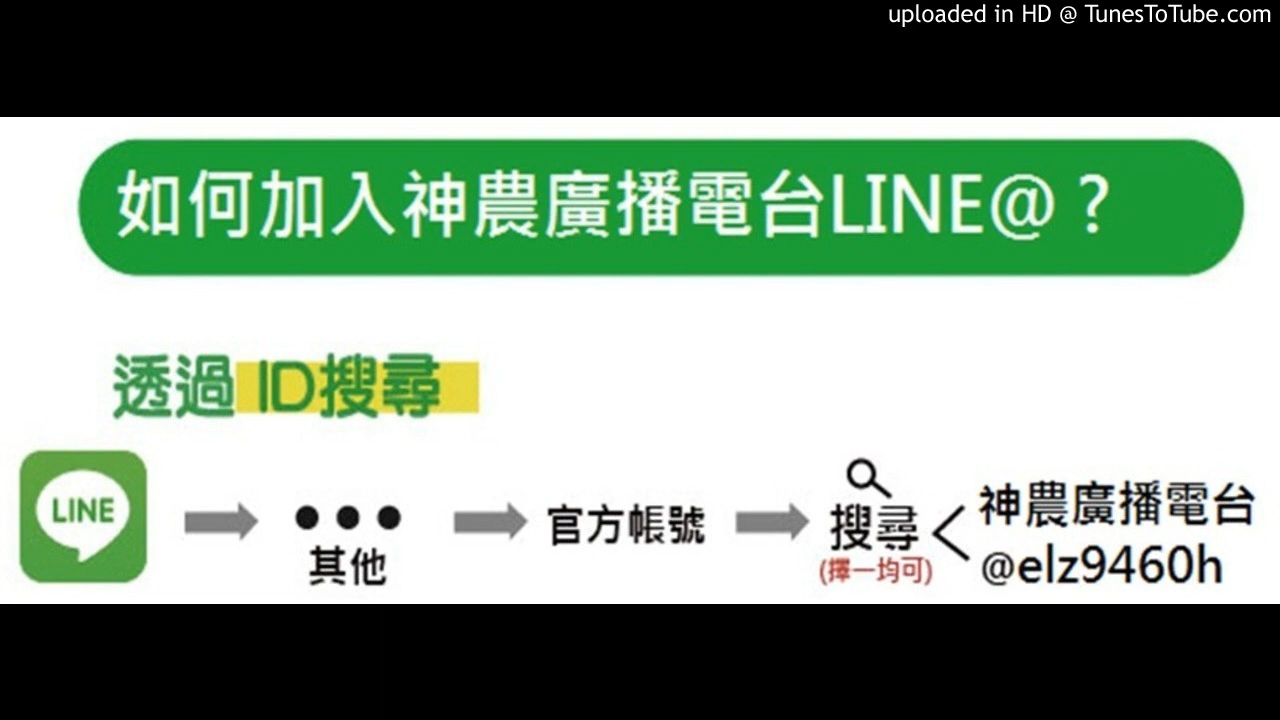 uploaded in HD @ TunesToTube.com
如何加入神農廣播電台LINE@？
透過 ID搜尋
LINE
其他
官方帳號
搜尋
(擇一均可)
神農廣播電台
@elz9460h